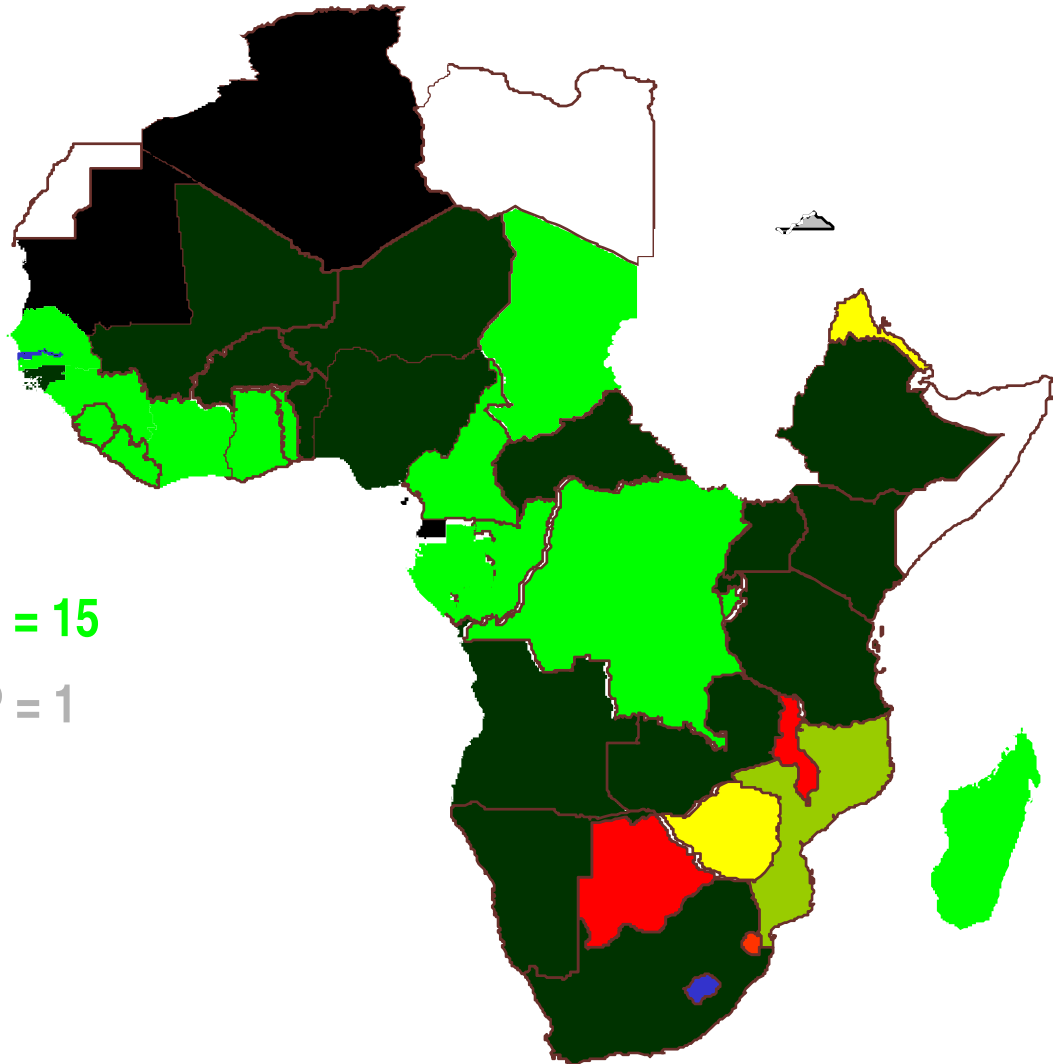 = 15
= 1